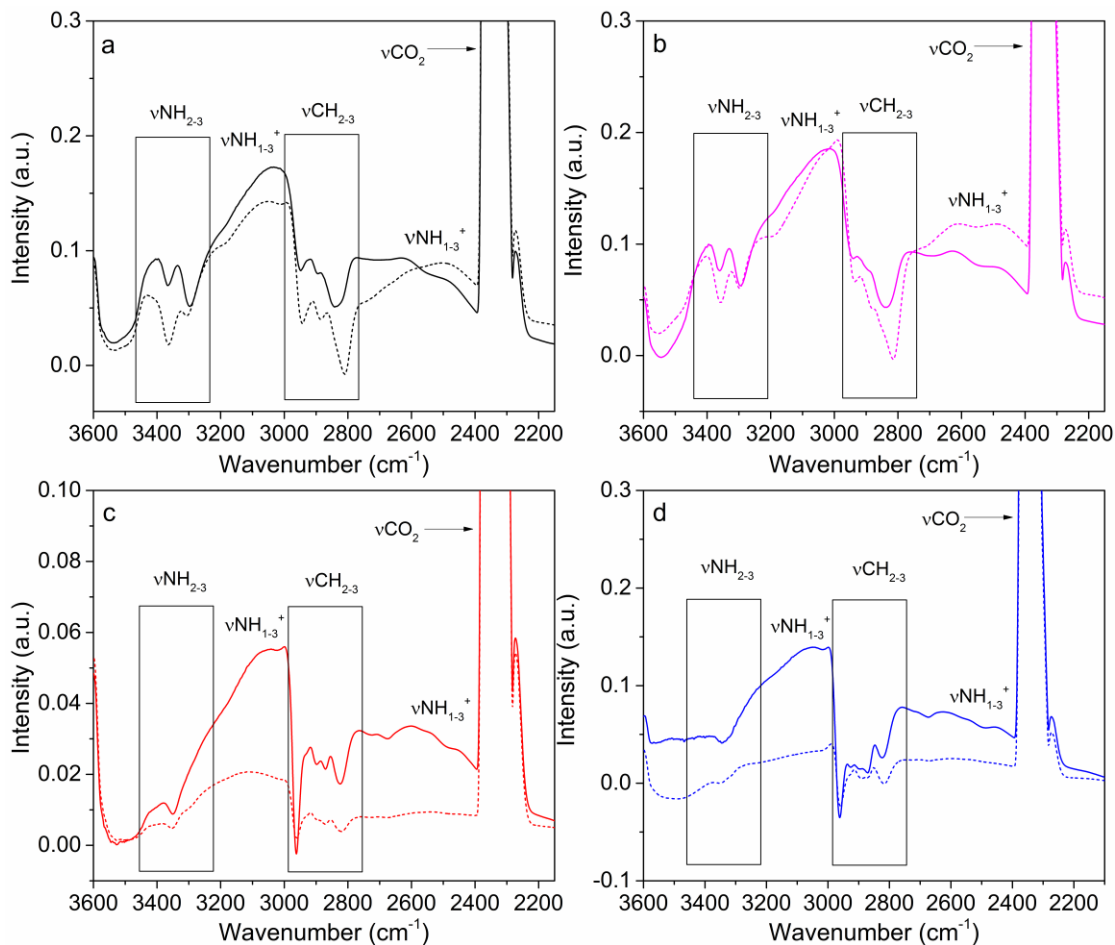 a
0.3
0.2
0.1
0.0
Intensity (a.u.)
νCO₂
νNH₂₋₃
νNH₁₋₃⁺
νCH₂₋₃
νNH₁₋₃⁺
3600 3400 3200 3000 2800 2600 2400 2200
Wavenumber (cm⁻¹)
b
0.3
0.2
0.1
0.0
Intensity (a.u.)
νCO₂
νNH₂₋₃
νNH₁₋₃⁺
νCH₂₋₃
νNH₁₋₃⁺
3600 3400 3200 3000 2800 2600 2400 2200
Wavenumber (cm⁻¹)
c
0.10
0.08
0.06
0.04
0.02
0.00
Intensity (a.u.)
νCO₂
νNH₂₋₃
νCH₂₋₃
νNH₁₋₃⁺
νNH₁₋₃⁺
3600 3400 3200 3000 2800 2600 2400 2200
Wavenumber (cm⁻¹)
d
0.3
0.2
0.1
0.0
-0.1
Intensity (a.u.)
νCO₂
νNH₂₋₃
νCH₂₋₃
νNH₁₋₃⁺
νNH₁₋₃⁺
3600 3400 3200 3000 2800 2600 2400 2200
Wavenumber (cm⁻¹)